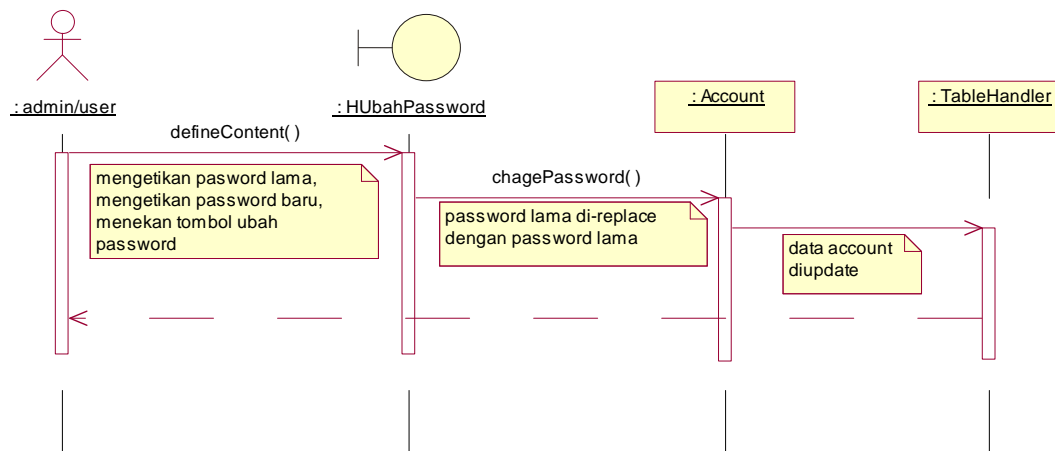 : admin/user
: HUbahPassword
: Account
: TableHandler
defineContent( )
mengetikan pasword lama,
mengetikan password baru,
menekan tombol ubah
password
chagePassword( )
password lama di-replace
dengan password lama
data account
diupdate